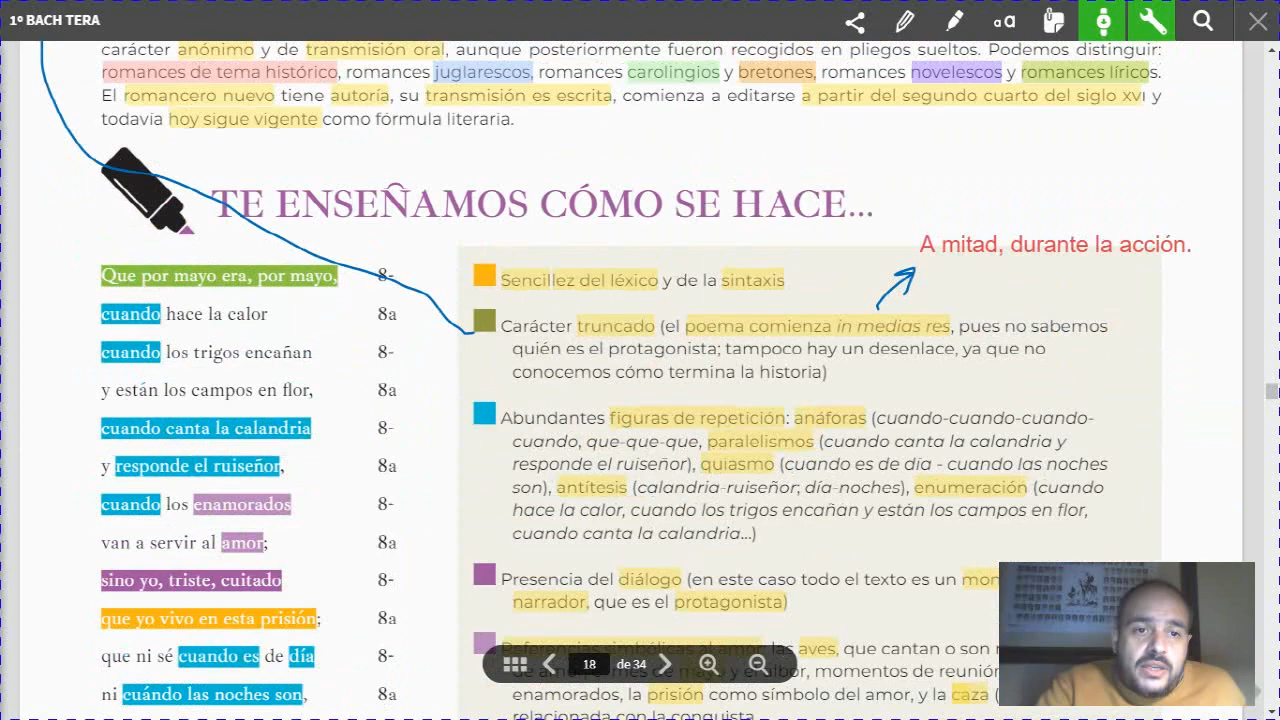 1º BACH TERA
aa
carácter anónimo y de transmisión oral, aunque posteriormente fueron recogidos en pliegos sueltos. Podemos distinguir:
romances de tema histórico, romances juglarescos, romances carolingios y bretones, romances novelescos y romances líricos.
El romancero nuevo tiene autoría, su transmisión es escrita, comienza a editarse a partir del segundo cuarto del siglo XVI y
todavía hoy sigue vigente como fórmula literaria.
TE ENSEÑAMOS CÓMO SE HACE...
A mitad, durante la acción.
Que por mayo era, por mayo, 8-
cuando hace la calor 8a
cuando los trigos encañan 8-
y están los campos en flor, 8a
cuando canta la calandria 8-
y responde el ruiseñor, 8a
cuando los enamorados 8-
van a servir al amor; 8a
sino yo, triste, cuitado 8-
que yo vivo en esta prisión; 8a
que ni sé cuando es de día 8-
ni cuándo las noches son, 8a
Sencillez del léxico y de la sintaxis
Carácter truncado (el poema comienza in medias res, pues no sabemos
quién es el protagonista; tampoco hay un desenlace, ya que no
conocemos cómo termina la historia)
Abundantes figuras de repetición: anáforas (cuando-cuando-cuando-
cuando, que-que-que, paralelismos (cuando canta la calandria y
responde el ruiseñor), quiasmo (cuando es de día - cuando las noches
son), antítesis (calandria-ruiseñor; día-noches), enumeración (cuando
hace la calor, cuando los trigos encañan y están los campos en flor,
cuando canta la calandria...)
Presencia del diálogo (en este caso todo el texto es un
narrador, que es el protagonista)
Referencias simbólicas al amor: las aves, que cantan o son
de mayo y el albor, momentos de
enamorados, la prisión como símbolo del amor, y la caza
relacionada con la conquista
18 de 34